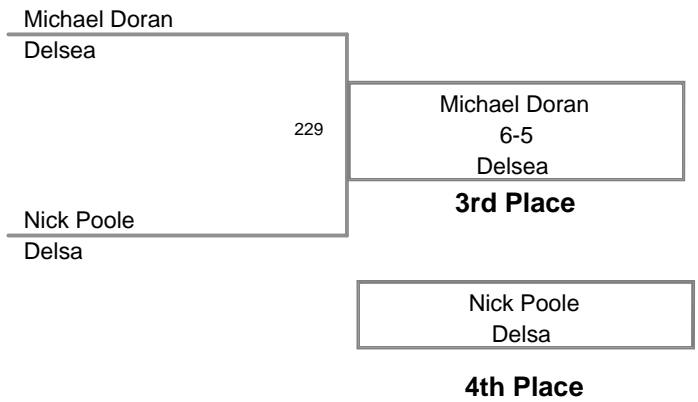 Michael Doran
Delsea
229
Michael Doran
6-5
Delsea
3rd Place
Nick Poole
Delsa
Nick Poole
Delsa
4th Place